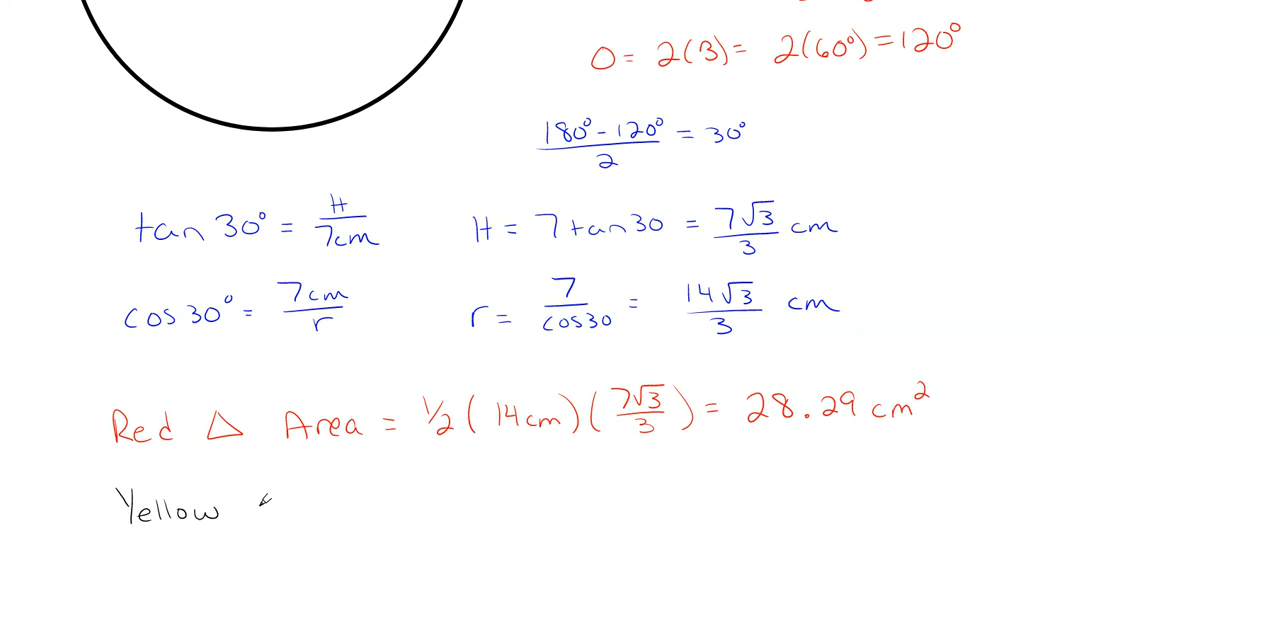 O = 2(3) = 2(60°) = 120°
180° - 120° / 2 = 30°
tan 30° = H / 7cm H = 7 tan 30 = 7√3 / 3 cm
cos 30° = 7cm / r r = 7 / cos 30 = 14√3 / 3 cm
Red △ Area = 1/2 (14cm)(7√3 / 3) = 28.29 cm²
Yellow